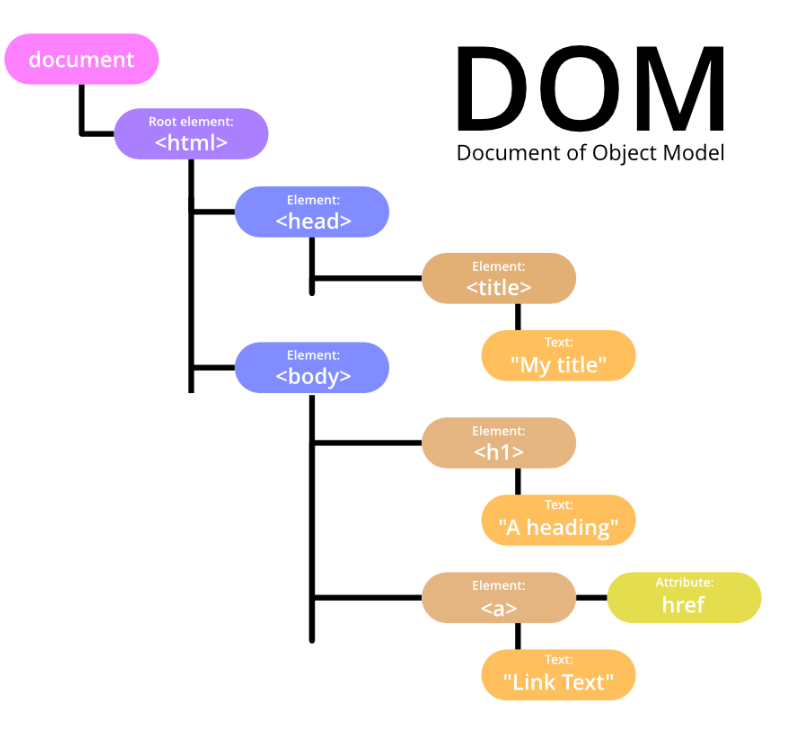 document
DOM
Document of Object Model
Root element:
<html>
Element:
<head>
Element:
<title>
Text:
"My title"
Element:
<body>
Element:
<h1>
Text:
"A heading"
Element:
<a>
Attribute:
href
Text:
"Link Text"